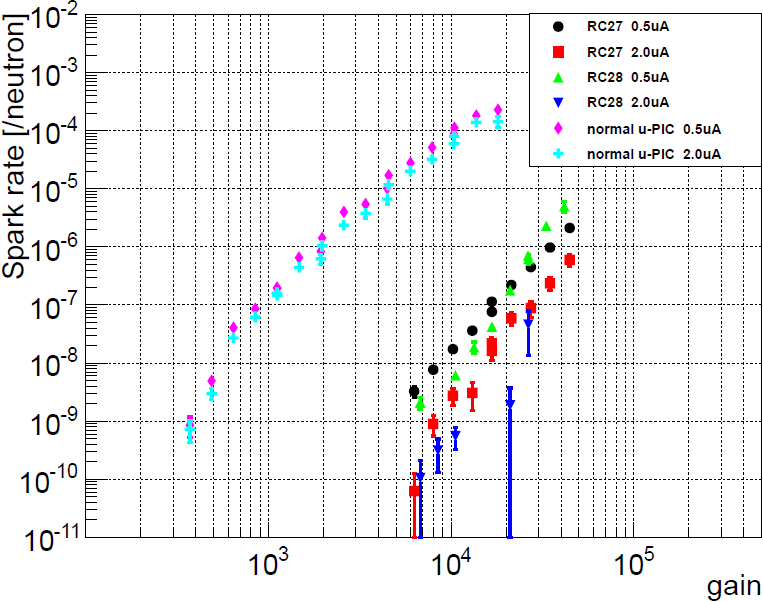 Spark rate [/neutron]
10⁻²
10⁻³
10⁻⁴
10⁻⁵
10⁻⁶
10⁻⁷
10⁻⁸
10⁻⁹
10⁻¹⁰
10⁻¹¹
RC27 0.5uA
RC27 2.0uA
RC28 0.5uA
RC28 2.0uA
normal u-PIC 0.5uA
normal u-PIC 2.0uA
10³ 10⁴ 10⁵
gain